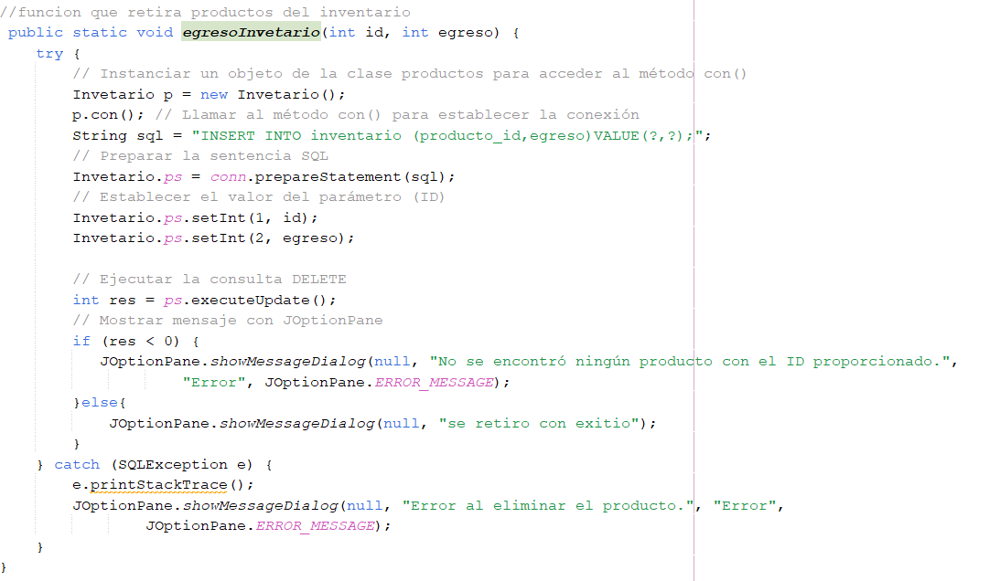 //funcion que retira productos del inventario
public static void egresoInvetario(int id, int egreso) {
try {
// Instanciar un objeto de la clase productos para acceder al método con()
Invetario p = new Invetario();
p.con(); // Llamar al método con() para establecer la conexión
String sql = "INSERT INTO inventario (producto_id,egreso)VALUE(?,?);";
// Preparar la sentencia SQL
Invetario.ps = conn.prepareStatement(sql);
// Establecer el valor del parámetro (ID)
Invetario.ps.setInt(1, id);
Invetario.ps.setInt(2, egreso);
// Ejecutar la consulta DELETE
int res = ps.executeUpdate();
// Mostrar mensaje con JOptionPane
if (res < 0) {
JOptionPane.showMessageDialog(null, "No se encontró ningún producto con el ID proporcionado.",
"Error", JOptionPane.ERROR_MESSAGE);
}else{
JOptionPane.showMessageDialog(null, "se retiro con exitio");
}
} catch (SQLException e) {
e.printStackTrace();
JOptionPane.showMessageDialog(null, "Error al eliminar el producto.", "Error",
JOptionPane.ERROR_MESSAGE);
}
}